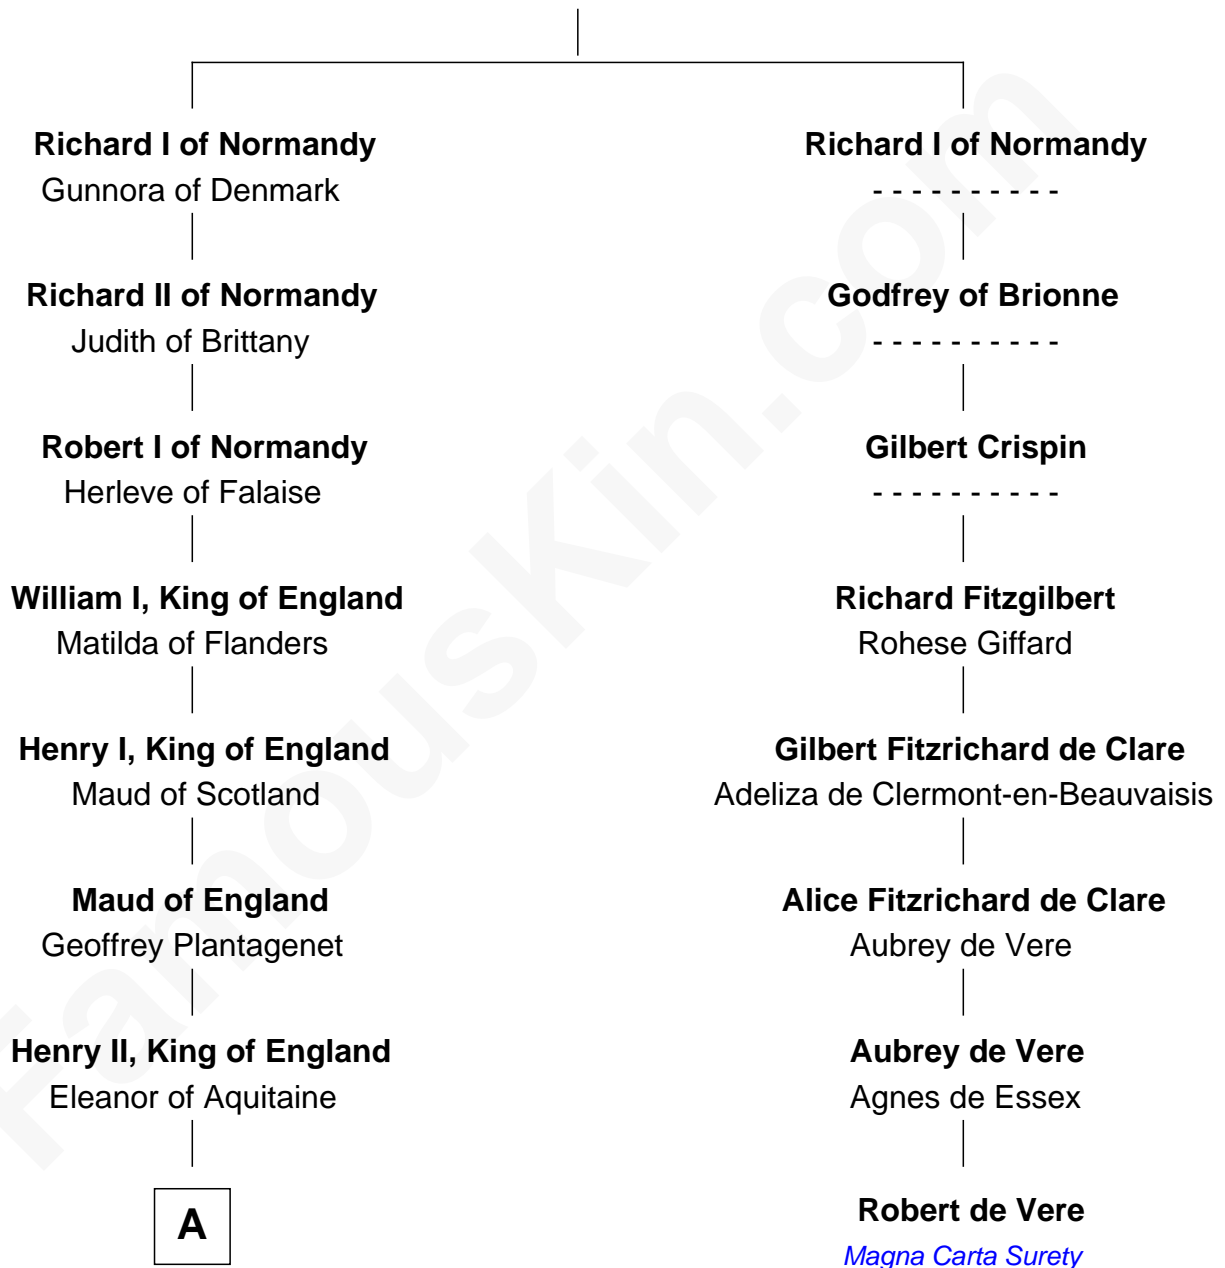 Richard I of Normandy
Gunnora of Denmark
Richard II of Normandy
Judith of Brittany
Robert I of Normandy
Herleve of Falaise
William I, King of England
Matilda of Flanders
Henry I, King of England
Maud of Scotland
Maud of England
Geoffrey Plantagenet
Henry II, King of England
Eleanor of Aquitaine
A
Richard I of Normandy
- - - - - - - - - -
Godfrey of Brionne
- - - - - - - - - -
Gilbert Crispin
- - - - - - - - - -
Richard Fitzgilbert
Rohese Giffard
Gilbert Fitzrichard de Clare
Adeliza de Clermont-en-Beauvaisis
Alice Fitzrichard de Clare
Aubrey de Vere
Aubrey de Vere
Agnes de Essex
Robert de Vere
Magna Carta Surety
FamousKin.com